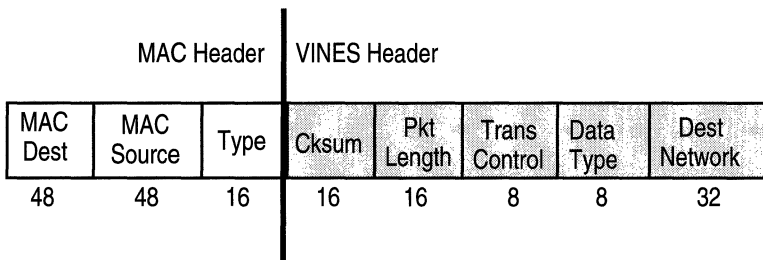 MAC Header VINES Header
MAC Dest MAC Source Type Cksum Pkt Length Trans Control Data Type Dest Network
48 48 16 16 16 8 8 32